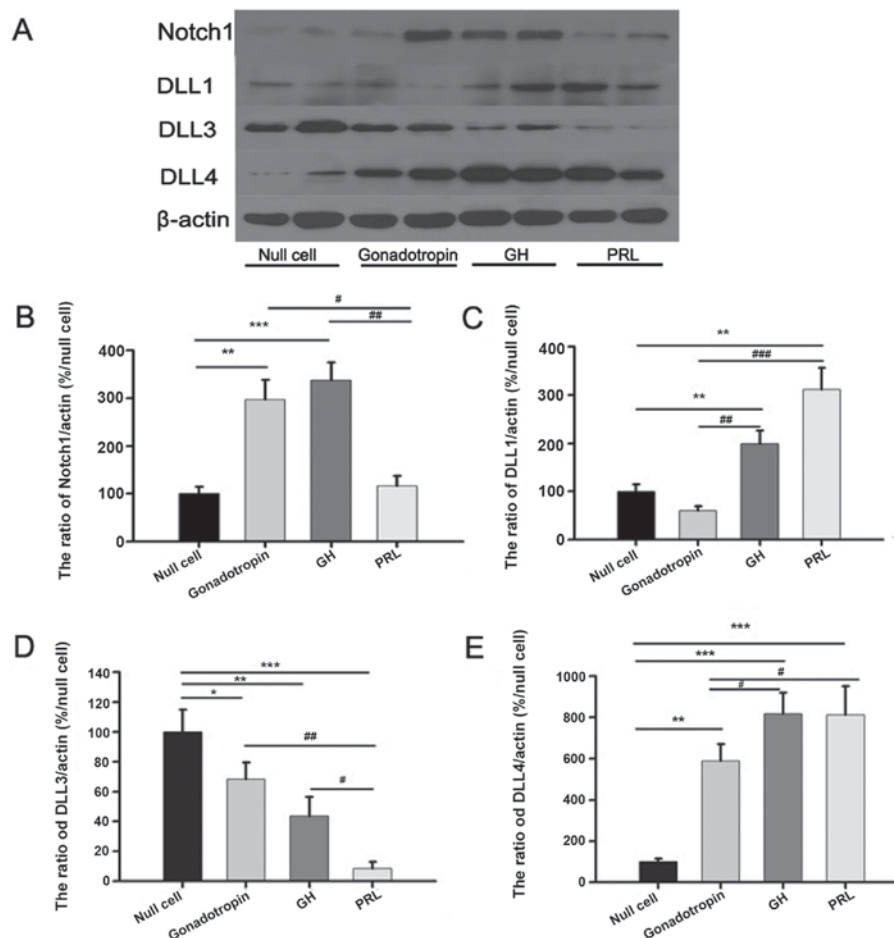 A
Notch1
DLL1
DLL3
DLL4
β-actin
Null cell Gonadotropin GH PRL
B
The ratio of Notch1/actin (%/null cell)
400
300
200
100
0
#
##
***
**
Null cell Gonadotropin GH PRL
C
The ratio of DLL1/actin (%/null cell)
400
300
200
100
0
**
###
**
##
Null cell Gonadotropin GH PRL
D
The ratio od DLL3/actin (%/null cell)
140
120
100
80
60
40
20
0
***
**
*
##
#
Null cell Gonadotropin GH PRL
E
The ratio od DLL4/actin (%/null cell)
1000
800
600
400
200
0
***
***
#
#
**
Null cell Gonadotropin GH PRL